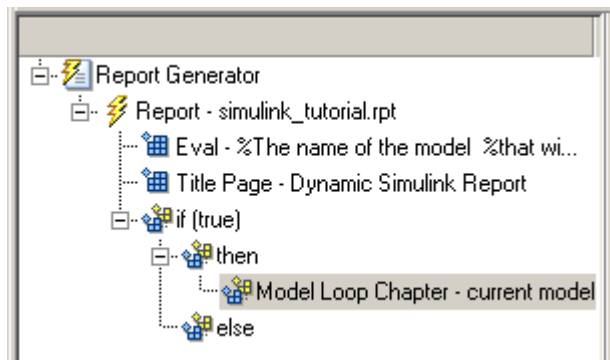 Report Generator
Report - simulink_tutorial.rpt
Eval - %The name of the model %that wi...
Title Page - Dynamic Simulink Report
if (true)
then
Model Loop Chapter - current model
else